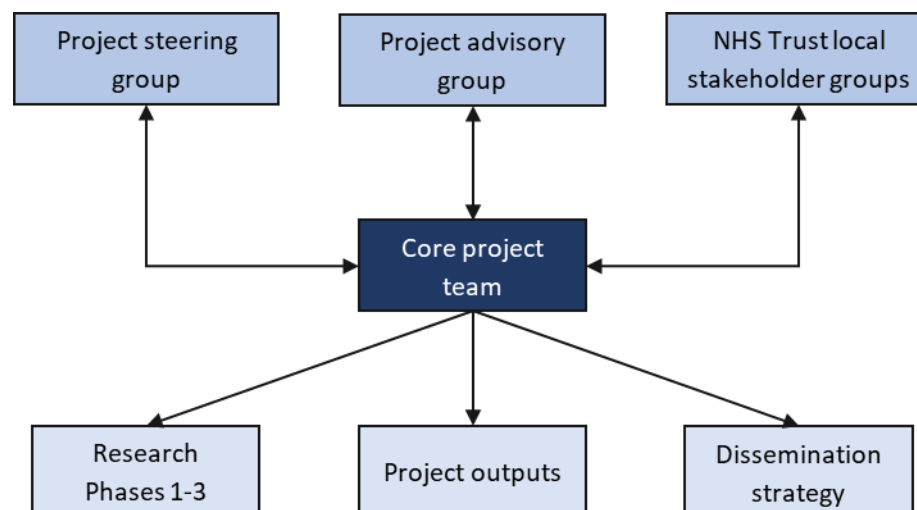 Project steering
group
Project advisory
group
NHS Trust local
stakeholder groups
Core project
team
Research
Phases 1-3
Project outputs
Dissemination
strategy